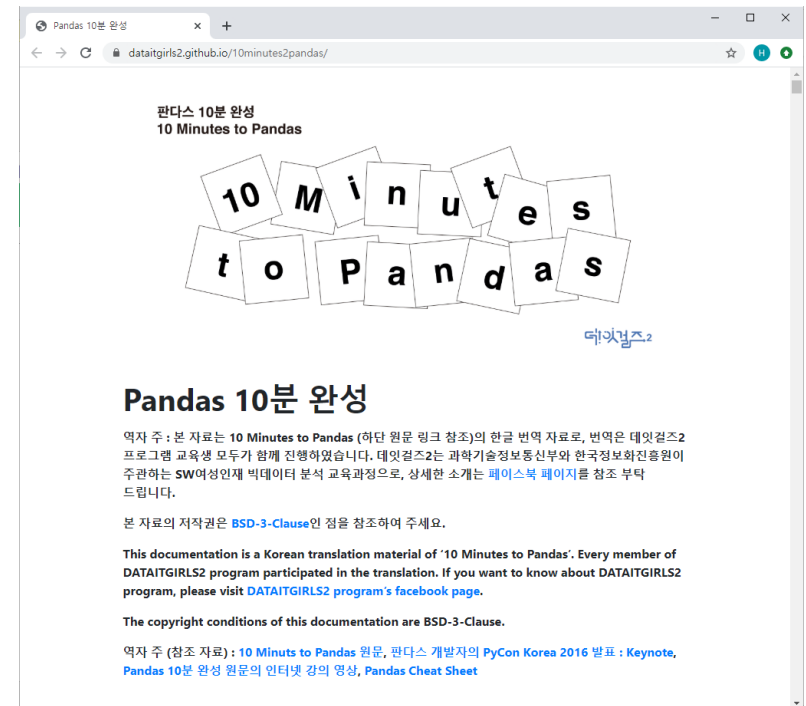 Pandas 10분 완성
dataitgirls2.github.io/10minutes2pandas/
H
판다스 10분 완성
10 Minutes to Pandas
10 Minutes
to Pandas
데잇걸즈2
Pandas 10분 완성
역자 주 : 본 자료는 10 Minutes to Pandas (하단 원문 링크 참조)의 한글 번역 자료로, 번역은 데잇걸즈2
프로그램 교육생 모두가 함께 진행하였습니다. 데잇걸즈2는 과학기술정보통신부와 한국정보화진흥원이
주관하는 SW여성인재 빅데이터 분석 교육과정으로, 상세한 소개는 페이스북 페이지를 참조 부탁
드립니다.
본 자료의 저작권은 BSD-3-Clause인 점을 참조하여 주세요.
This documentation is a Korean translation material of ‘10 Minutes to Pandas’. Every member of
DATAITGIRLS2 program participated in the translation. If you want to know about DATAITGIRLS2
program, please visit DATAITGIRLS2 program’s facebook page.
The copyright conditions of this documentation are BSD-3-Clause.
역자 주 (참조 자료) : 10 Minuts to Pandas 원문, 판다스 개발자의 PyCon Korea 2016 발표 : Keynote,
Pandas 10분 완성 원문의 인터넷 강의 영상, Pandas Cheat Sheet